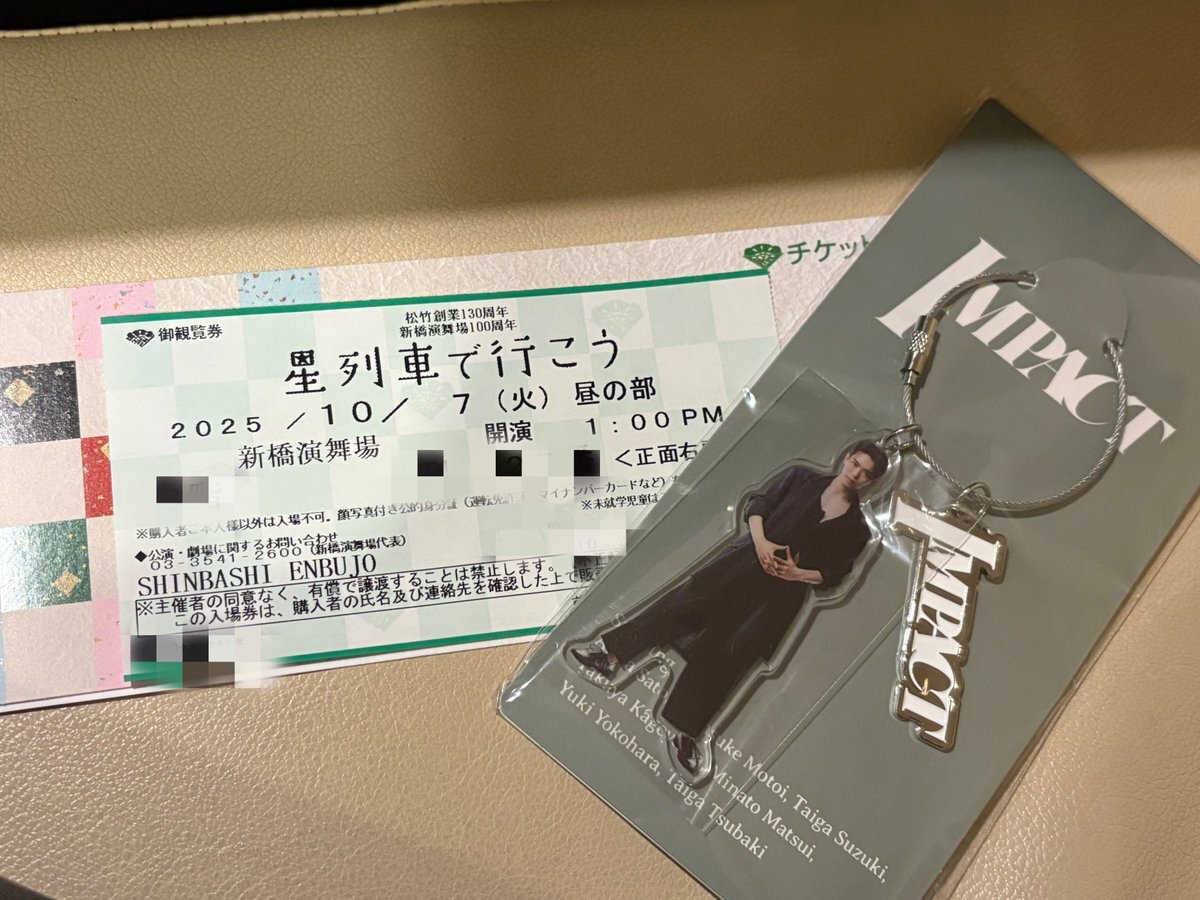 チケット
御観覧券
松竹創業130周年
新橋演舞場100周年
星列車で行こう
2025 /10/ 7 (火) 昼の部
新橋演舞場 開演 1:00PM
<正面右
※購入者ご本人様以外は入場不可。顔写真付き公的身分証(運転免許 マイナンバーカードなど)
※未就学児童は
◆公演・劇場に関するお問い合わせ
03-3541-2600(新橋演舞場代表)
SHINBASHI ENBUJO
※主催者の同意なく、有償で譲渡することは禁止します。
この入場券は、購入者の氏名及び連絡先を確認した上で販
IMPACT
IMPACT
uke Motoi, Taiga Suzuki,
Minato Matsui,
Yuki Yokohara, Taiga Tsubaki